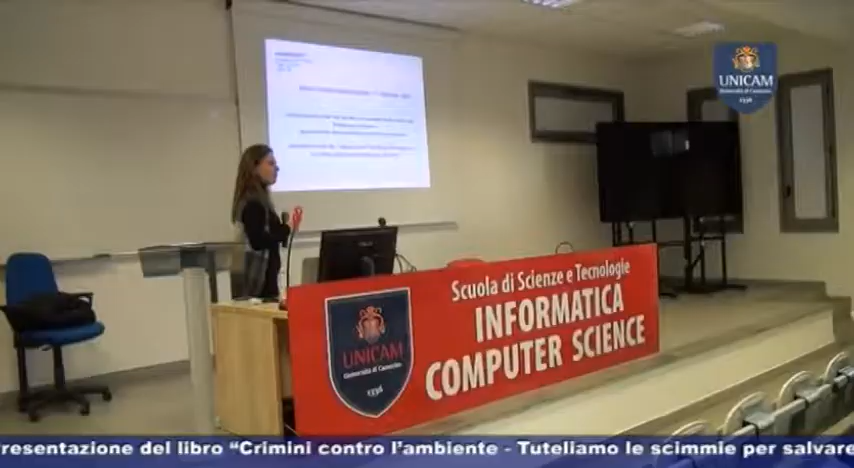 UNICAM
Università di Camerino
1336
Scuola di Scienze e Tecnologie
INFORMATICA
COMPUTER SCIENCE
UNICAM
Università di Camerino
1336
resentazione del libro “Crimini contro l’ambiente - Tuteliamo le scimmie per salvare